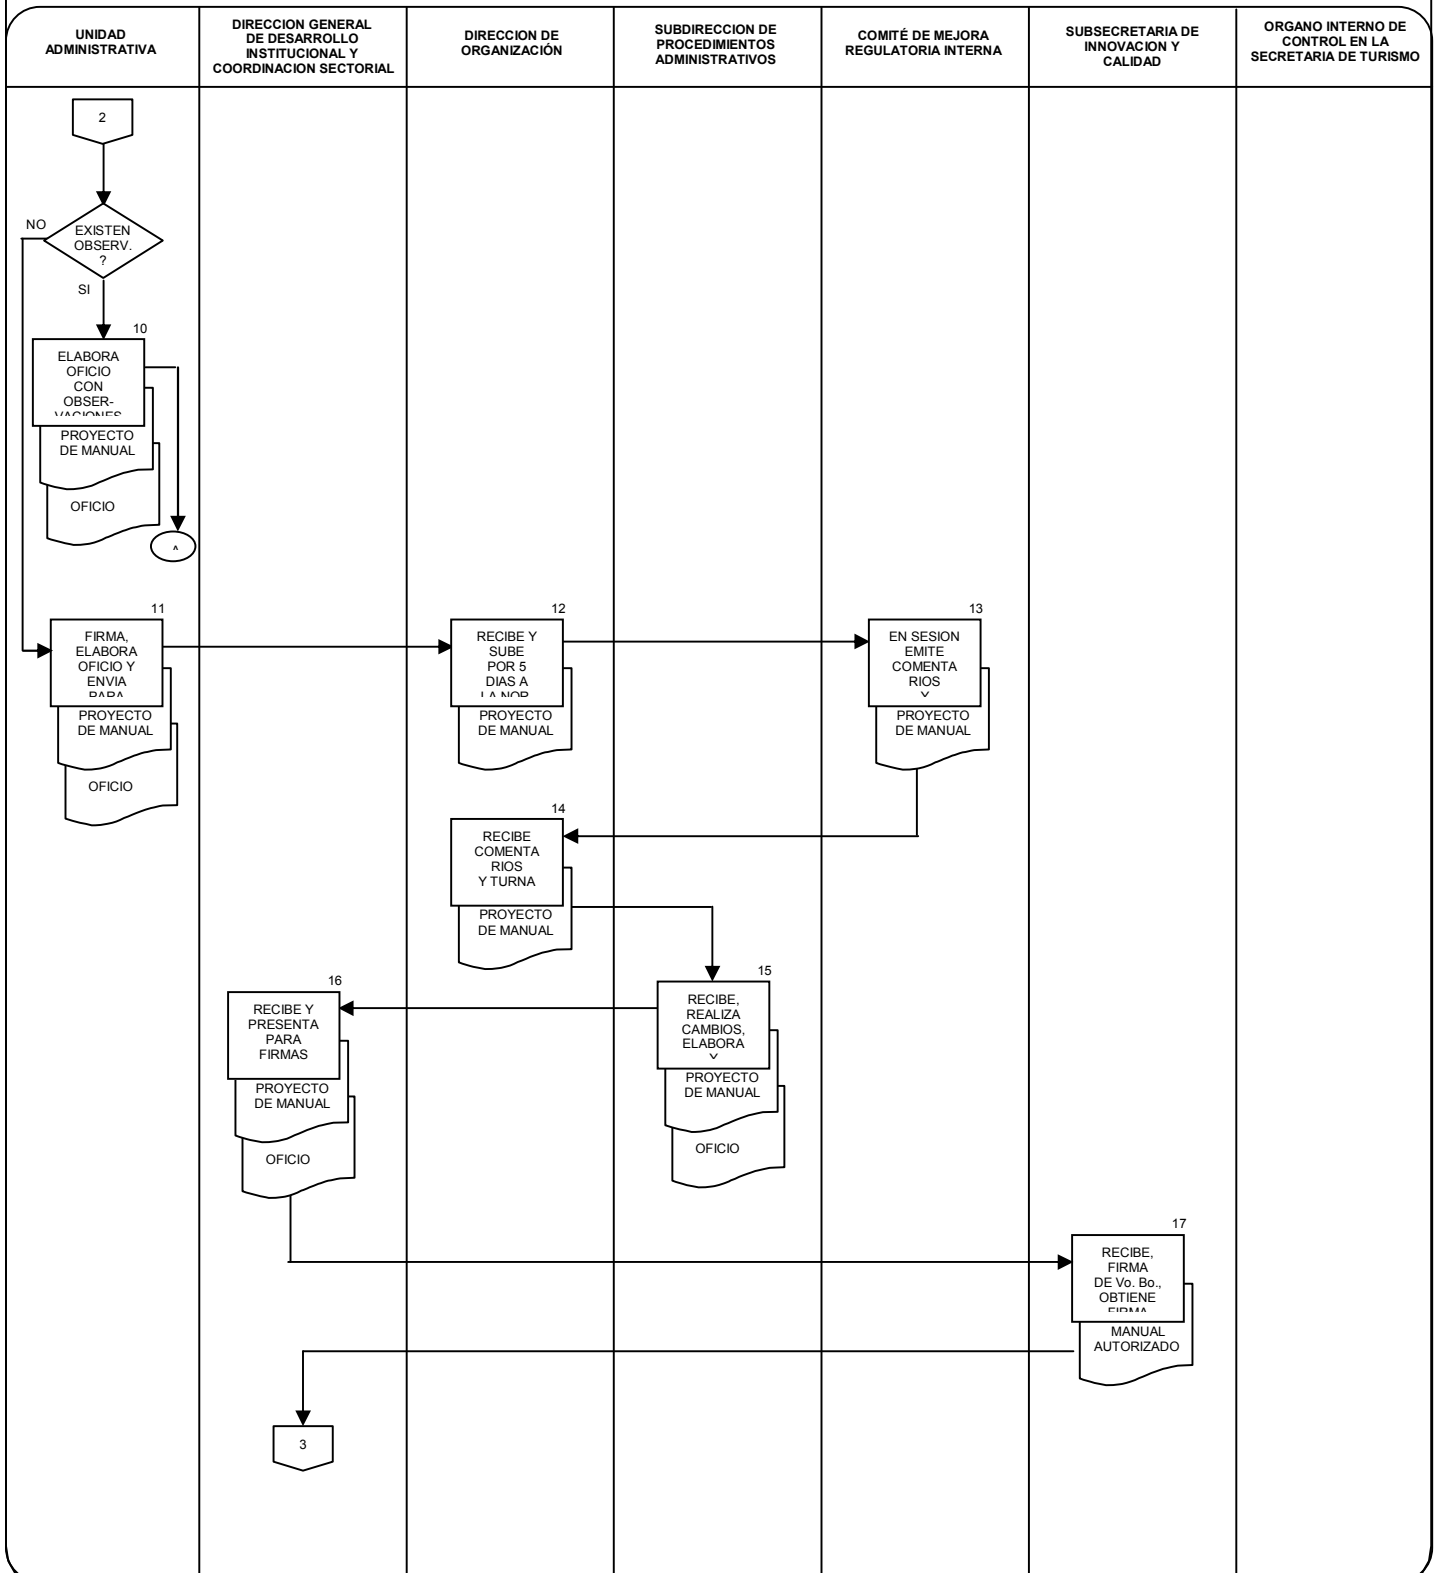 UNIDAD
ADMINISTRATIVA
DIRECCION GENERAL
DE DESARROLLO
INSTITUCIONAL Y
COORDINACION SECTORIAL
DIRECCION DE
ORGANIZACIÓN
SUBDIRECCION DE
PROCEDIMIENTOS
ADMINISTRATIVOS
COMITÉ DE MEJORA
REGULATORIA INTERNA
SUBSECRETARIA DE
INNOVACION Y
CALIDAD
ORGANO INTERNO DE
CONTROL EN LA
SECRETARIA DE TURISMO
2
NO
EXISTEN
OBSERV.
?
SI
10
ELABORA
OFICIO
CON
OBSER-
VACIONES
PROYECTO
DE MANUAL
OFICIO
11
FIRMA,
ELABORA
OFICIO Y
ENVIA
PARA
PROYECTO
DE MANUAL
OFICIO
12
RECIBE Y
SUBE
POR 5
DIAS A
LA NOR
PROYECTO
DE MANUAL
13
EN SESION
EMITE
COMENTA
RIOS
Y
PROYECTO
DE MANUAL
14
RECIBE
COMENTA
RIOS
Y TURNA
PROYECTO
DE MANUAL
15
RECIBE,
REALIZA
CAMBIOS,
ELABORA
Y
PROYECTO
DE MANUAL
OFICIO
16
RECIBE Y
PRESENTA
PARA
FIRMAS
PROYECTO
DE MANUAL
OFICIO
17
RECIBE,
FIRMA
DE Vo. Bo.,
OBTIENE
FIRMA
MANUAL
AUTORIZADO
3